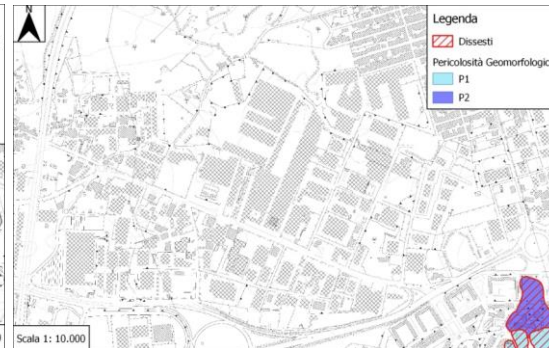 N
Legenda
Dissesti
Pericolosità Geomorfologic
P1
P2
Scala 1: 10.000